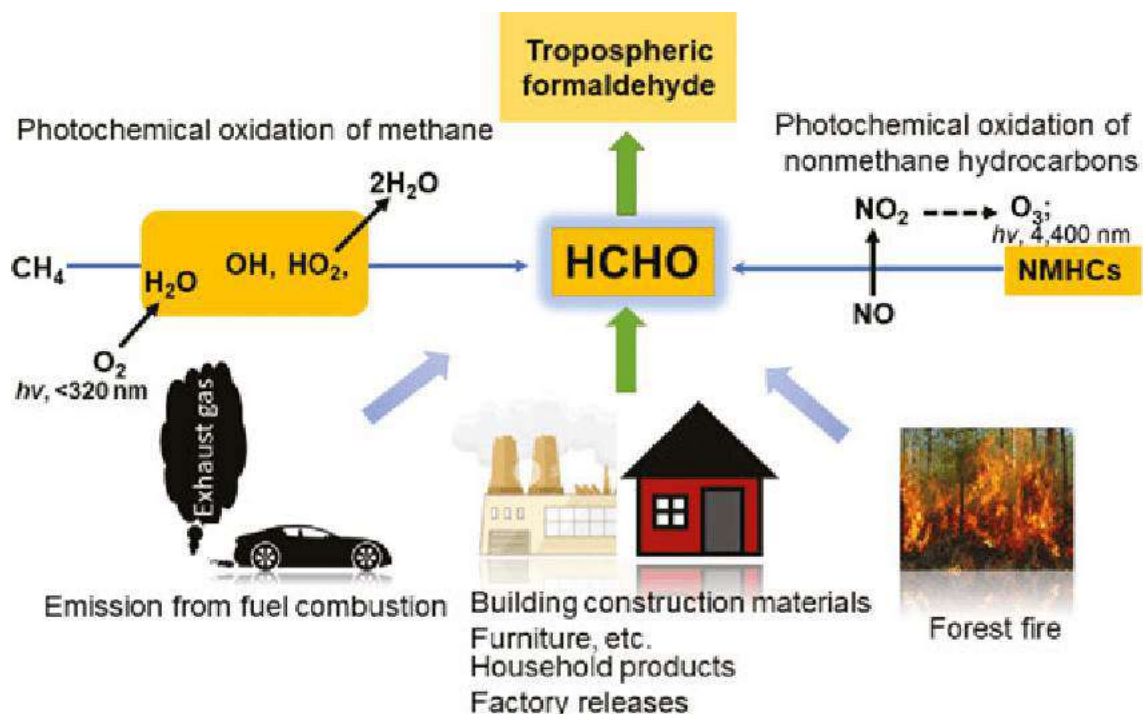 Tropospheric
formaldehyde
Photochemical oxidation of methane
2H₂O
CH₄
H₂O
OH, HO₂,
O₂
hv, <320 nm
HCHO
Photochemical oxidation of
nonmethane hydrocarbons
NO₂
O₃;
hv, 4,400 nm
NMHCs
NO
Exhaust gas
Emission from fuel combustion
Building construction materials
Furniture, etc.
Household products
Factory releases
Forest fire